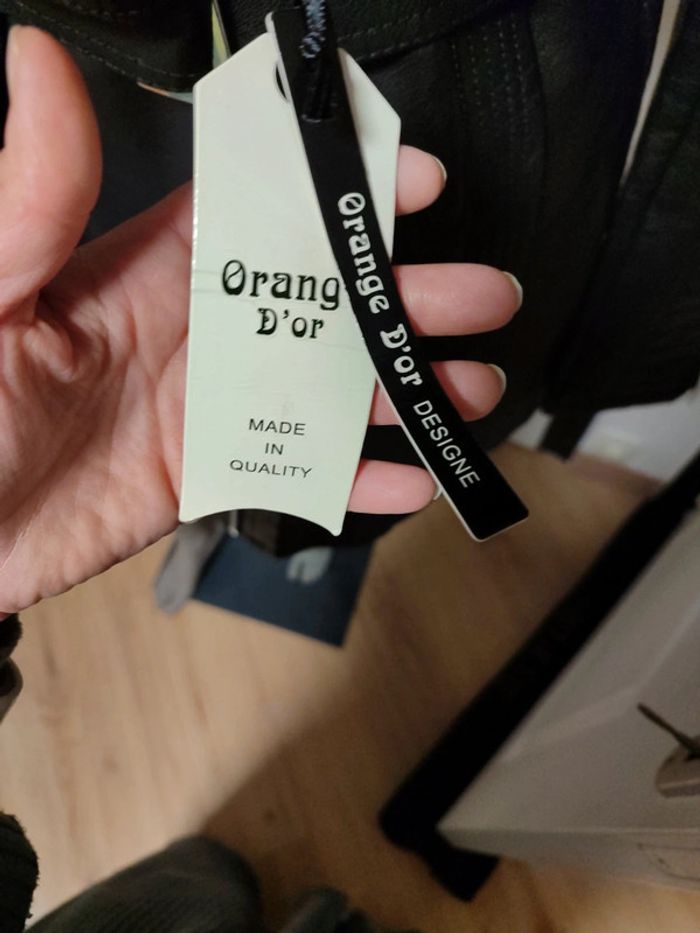 Orang
D'or
MADE
IN
QUALITY
Orange D'or DESIGNE